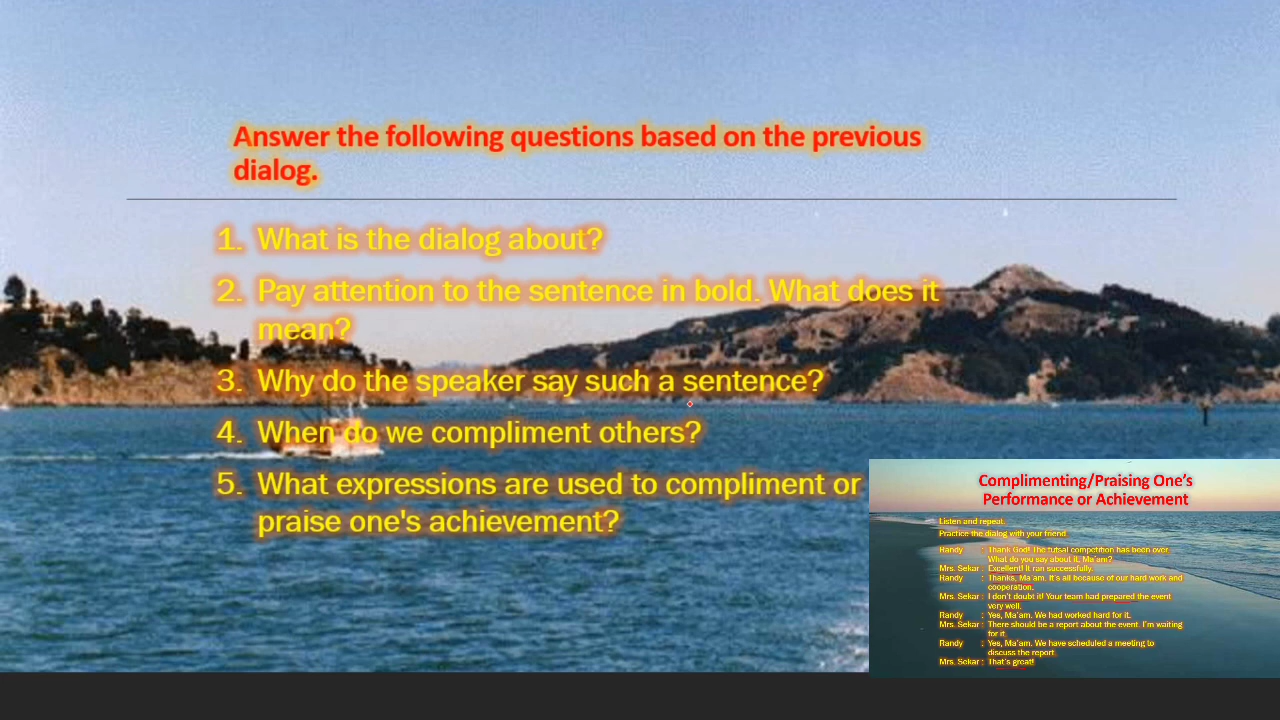 Answer the following questions based on the previous
dialog.
1. What is the dialog about?
2. Pay attention to the sentence in bold. What does it
mean?
3. Why do the speaker say such a sentence?
4. When do we compliment others?
5. What expressions are used to compliment or
praise one's achievement?
Complimenting/Praising One's
Performance or Achievement
Listen and repeat.
Practice the dialog with your friend.
Randy : Thank God! The futsal competition has been over.
What do you say about it, Ma'am?
Mrs. Sekar : Excellent! It ran successfully.
Randy : Thanks, Ma'am. It's all because of our hard work and
cooperation.
Mrs. Sekar : I don't doubt it! Your team had prepared the event
very well.
Randy : Yes, Ma'am. We had worked hard for it.
Mrs. Sekar : There should be a report about the event. I'm waiting
for it.
Randy : Yes, Ma'am. We have scheduled a meeting to
discuss the report.
Mrs. Sekar : That's great!